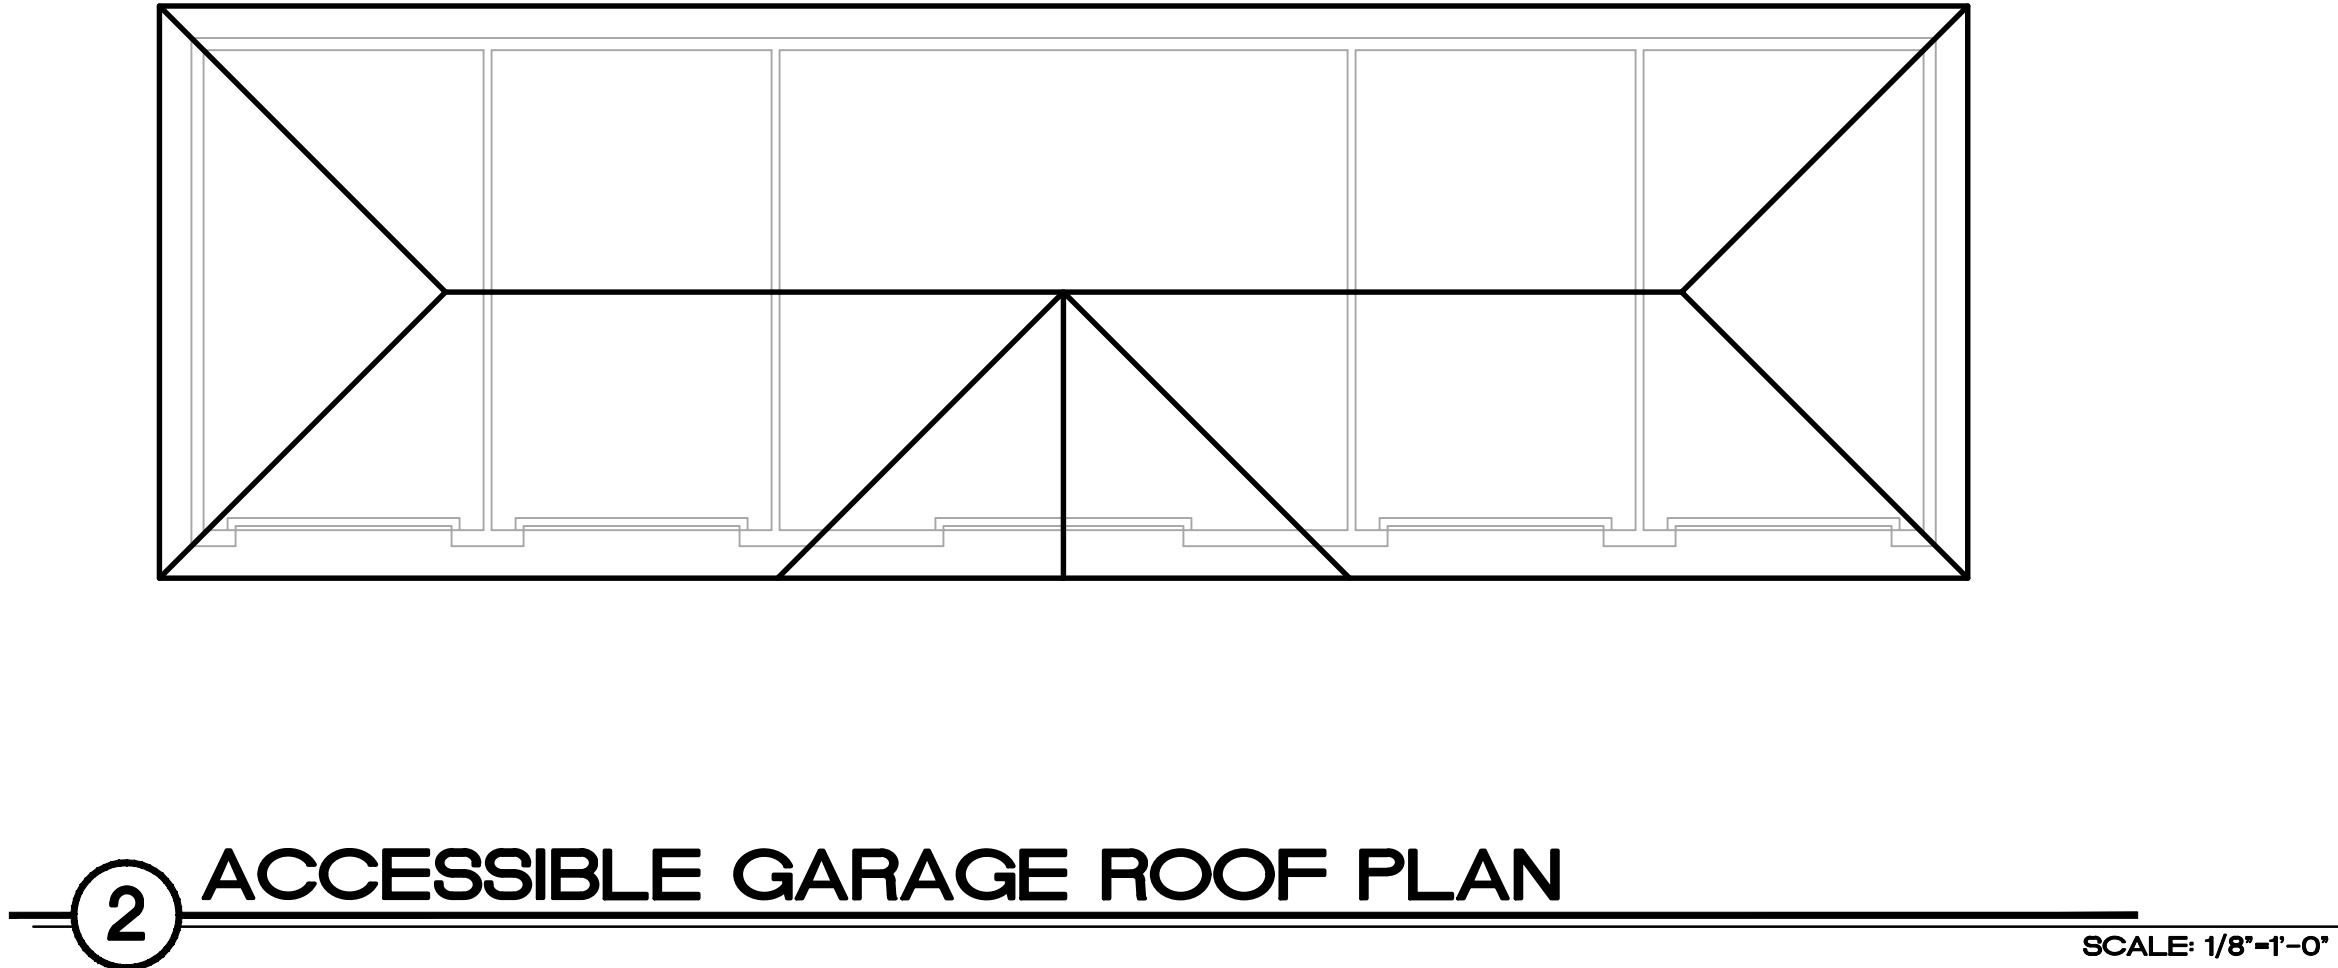 ACCESSIBLE GARAGE ROOF PLAN
2
SCALE: 1/8"=1'-0"